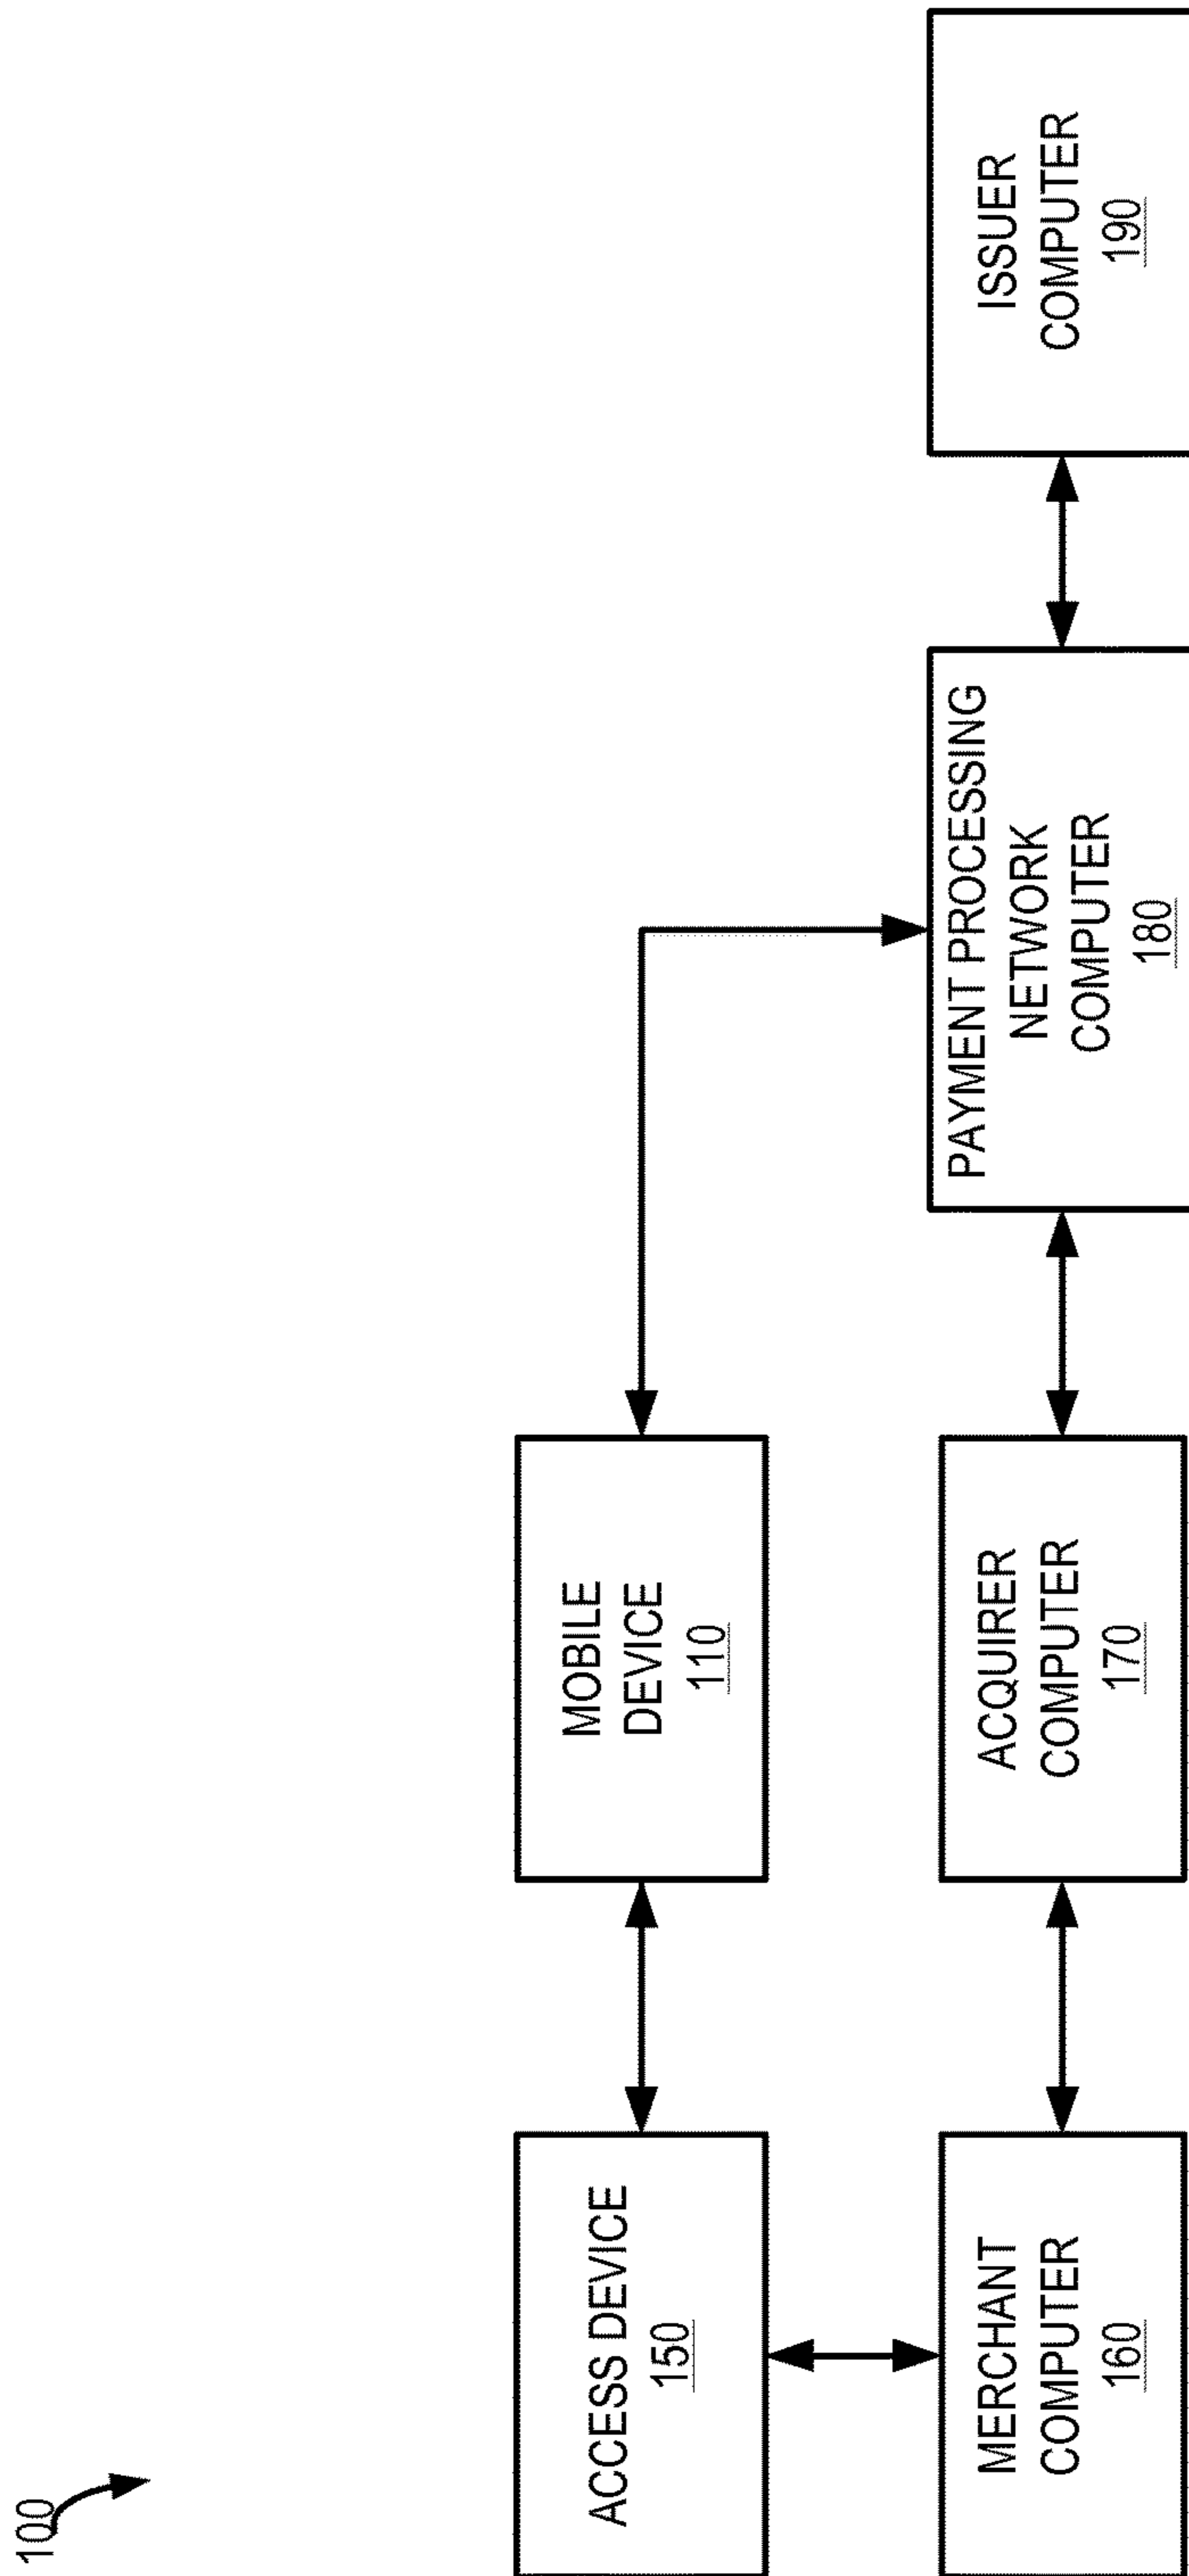 100
ACCESS DEVICE
150
MOBILE
DEVICE
110
MERCHANT
COMPUTER
160
ACQUIRER
COMPUTER
170
PAYMENT PROCESSING
NETWORK
COMPUTER
180
ISSUER
COMPUTER
190